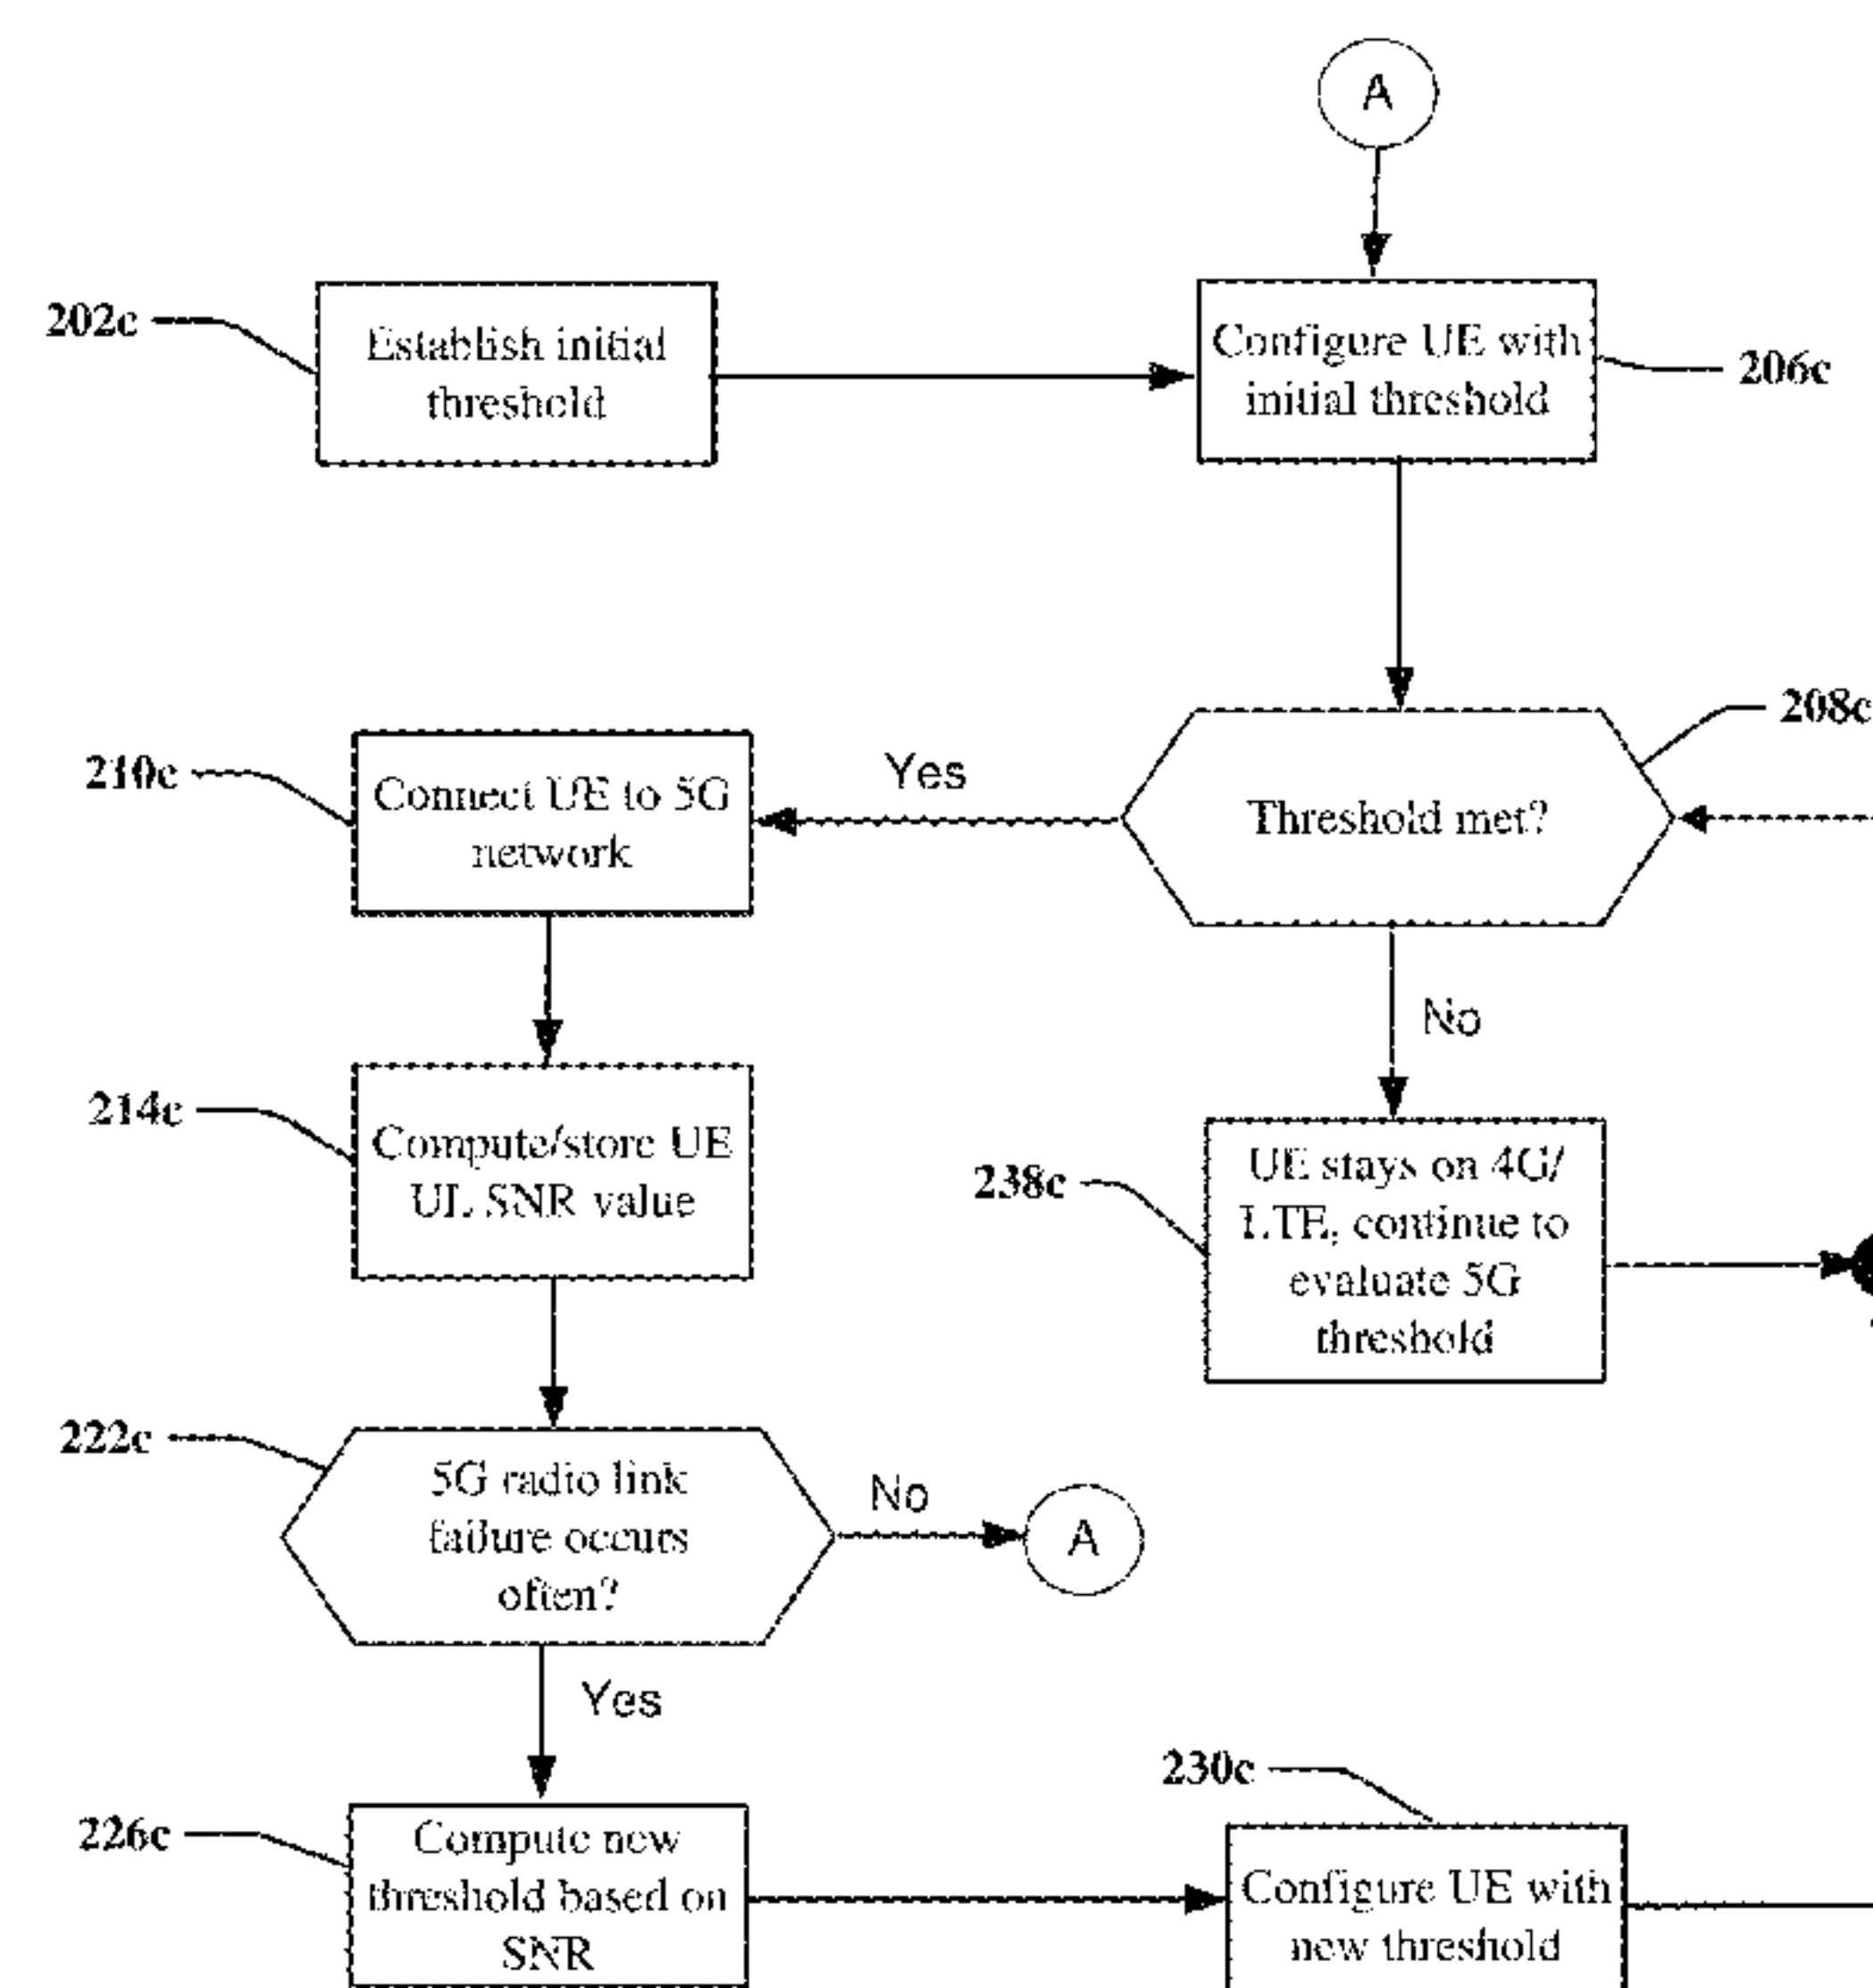 A
202c
Establish initial
threshold
Configure UE with
initial threshold
206c
208c
210c
Connect UE to 5G
network
Yes
Threshold met?
No
214c
Compute/store UE
UL SNR value
238c
UE stays on 4G/
LTE, continue to
evaluate 5G
threshold
222c
5G radio link
failure occurs
often?
No
A
Yes
230c
226c
Compute new
threshold based on
SNR
Configure UE with
new threshold